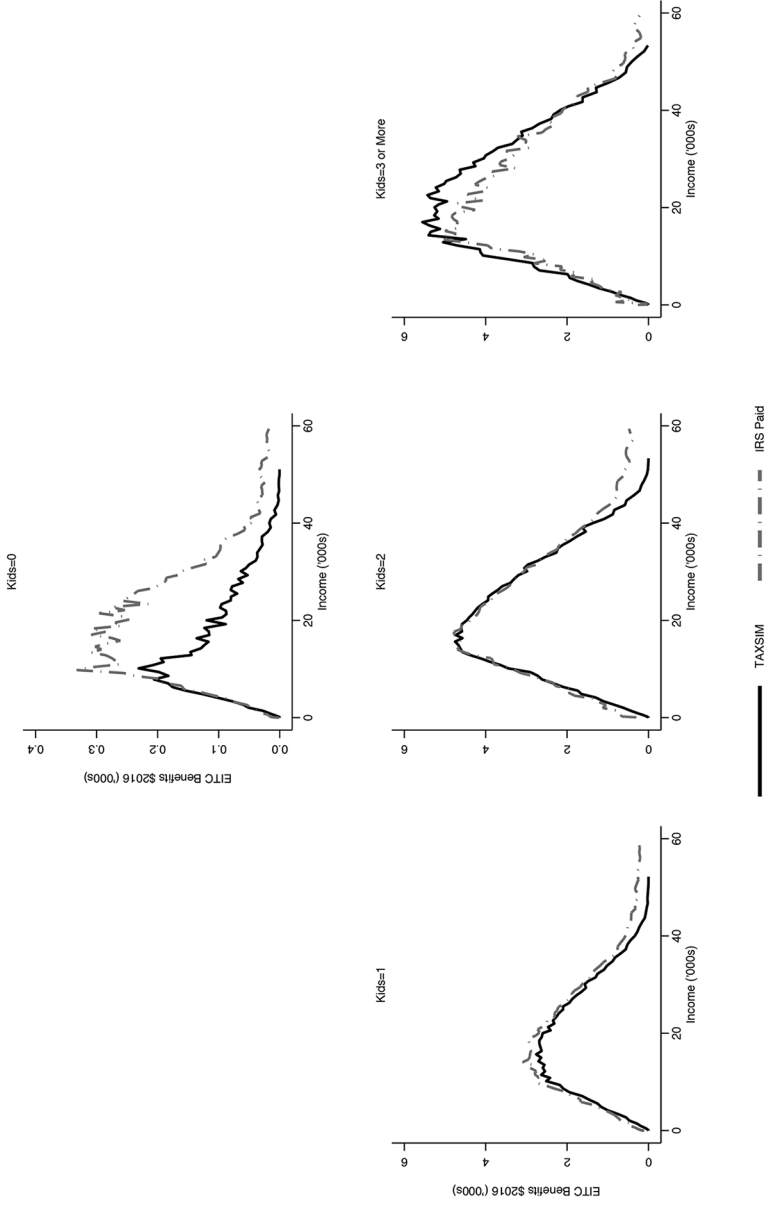 Kids=0
EITC Benefits $2016 ('000s)
0.4
0.3
0.2
0.1
0.0
0 20 40 60
Income ('000s)
Kids=1
EITC Benefits $2016 ('000s)
6
4
2
0
0 20 40 60
Income ('000s)
Kids=2
6
4
2
0
0 20 40 60
Income ('000s)
Kids=3 or More
6
4
2
0
0 20 40 60
Income ('000s)
TAXSIM IRS Paid